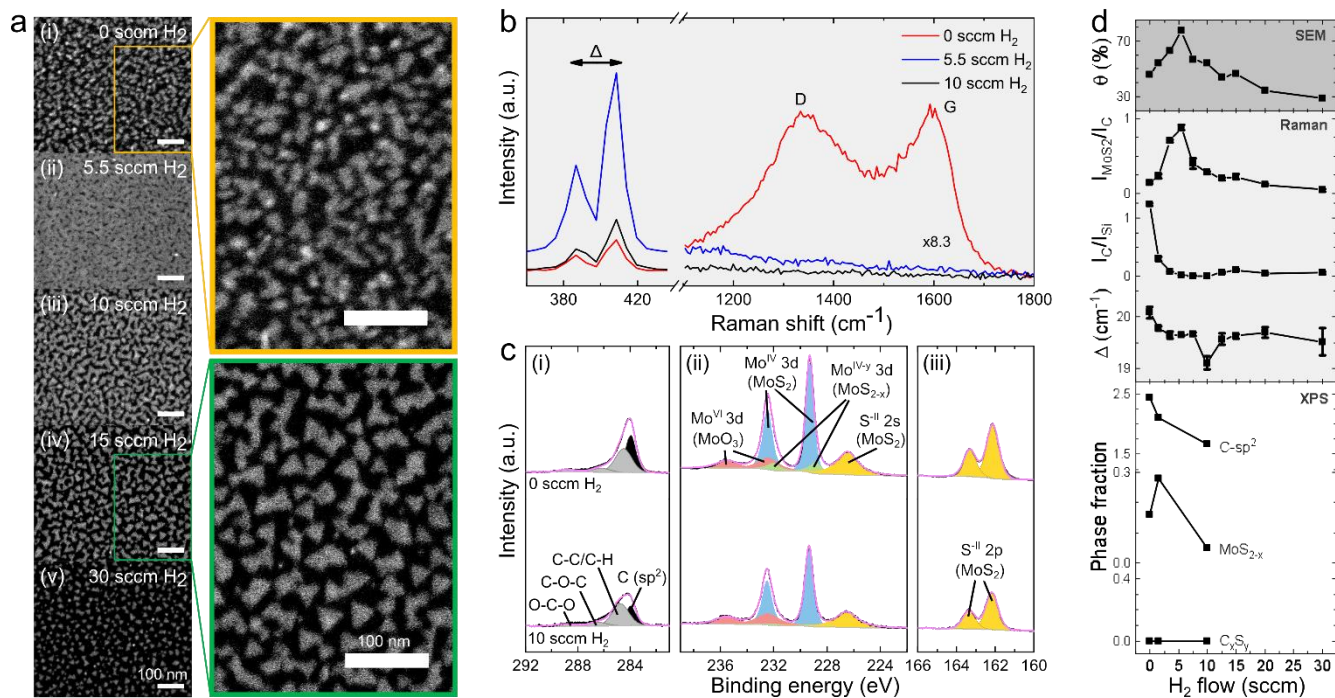 a
(i)
0 sccm H2
(ii)
5.5 sccm H2
(iii)
10 sccm H2
(iv)
15 sccm H2
(v)
30 sccm H2
100 nm
100 nm
b
Intensity (a.u.)
Δ
D
G
0 sccm H2
5.5 sccm H2
10 sccm H2
x8.3
380 420 1200 1400 1600 1800
Raman shift (cm-1)
c
Intensity (a.u.)
(i)
0 sccm H2
C-C/C-H
C-O-C
C (sp2)
O-C-O
10 sccm H2
292 288 284
(ii)
MoIV 3d
(MoS2)
MoIV-y 3d
(MoS2-x)
MoVI 3d
(MoO3)
S-II 2s
(MoS2)
236 232 228 224
(iii)
S-II 2p
(MoS2)
166 164 162 160
Binding energy (eV)
d
SEM
θ (%)
70
30
Raman
IMoS2/IC
1
0
IC/ISi
1
0
Δ (cm-1)
20
19
XPS
Phase fraction
2.5
1.5
C-sp2
0.3
0.0
MoS2-x
0.4
0.0
CxSy
0 5 10 15 20 25 30
H2 flow (sccm)